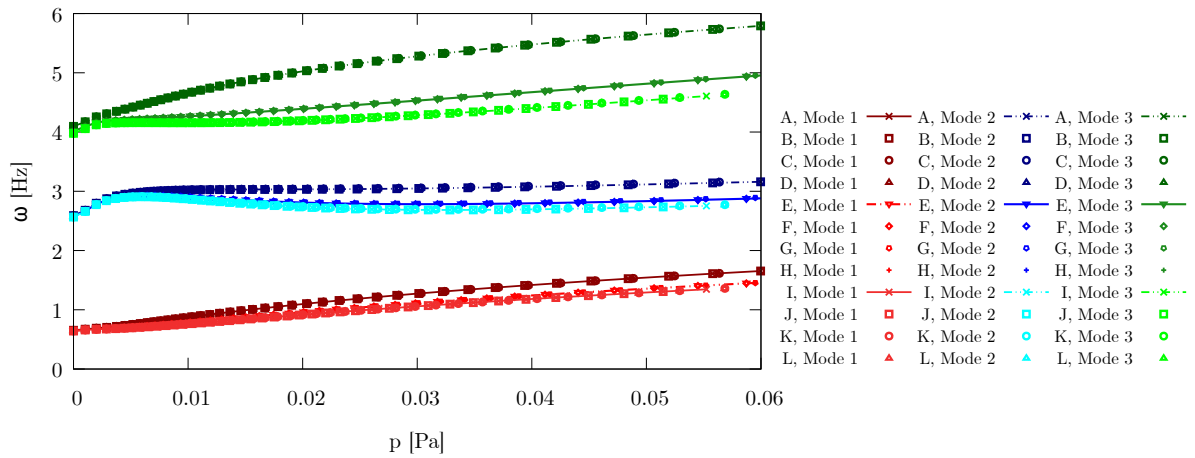 6
5
4
3
2
1
0
ω [Hz]
0 0.01 0.02 0.03 0.04 0.05 0.06
p [Pa]
A, Mode 1 A, Mode 2 A, Mode 3
B, Mode 1 B, Mode 2 B, Mode 3
C, Mode 1 C, Mode 2 C, Mode 3
D, Mode 1 D, Mode 2 D, Mode 3
E, Mode 1 E, Mode 2 E, Mode 3
F, Mode 1 F, Mode 2 F, Mode 3
G, Mode 1 G, Mode 2 G, Mode 3
H, Mode 1 H, Mode 2 H, Mode 3
I, Mode 1 I, Mode 2 I, Mode 3
J, Mode 1 J, Mode 2 J, Mode 3
K, Mode 1 K, Mode 2 K, Mode 3
L, Mode 1 L, Mode 2 L, Mode 3